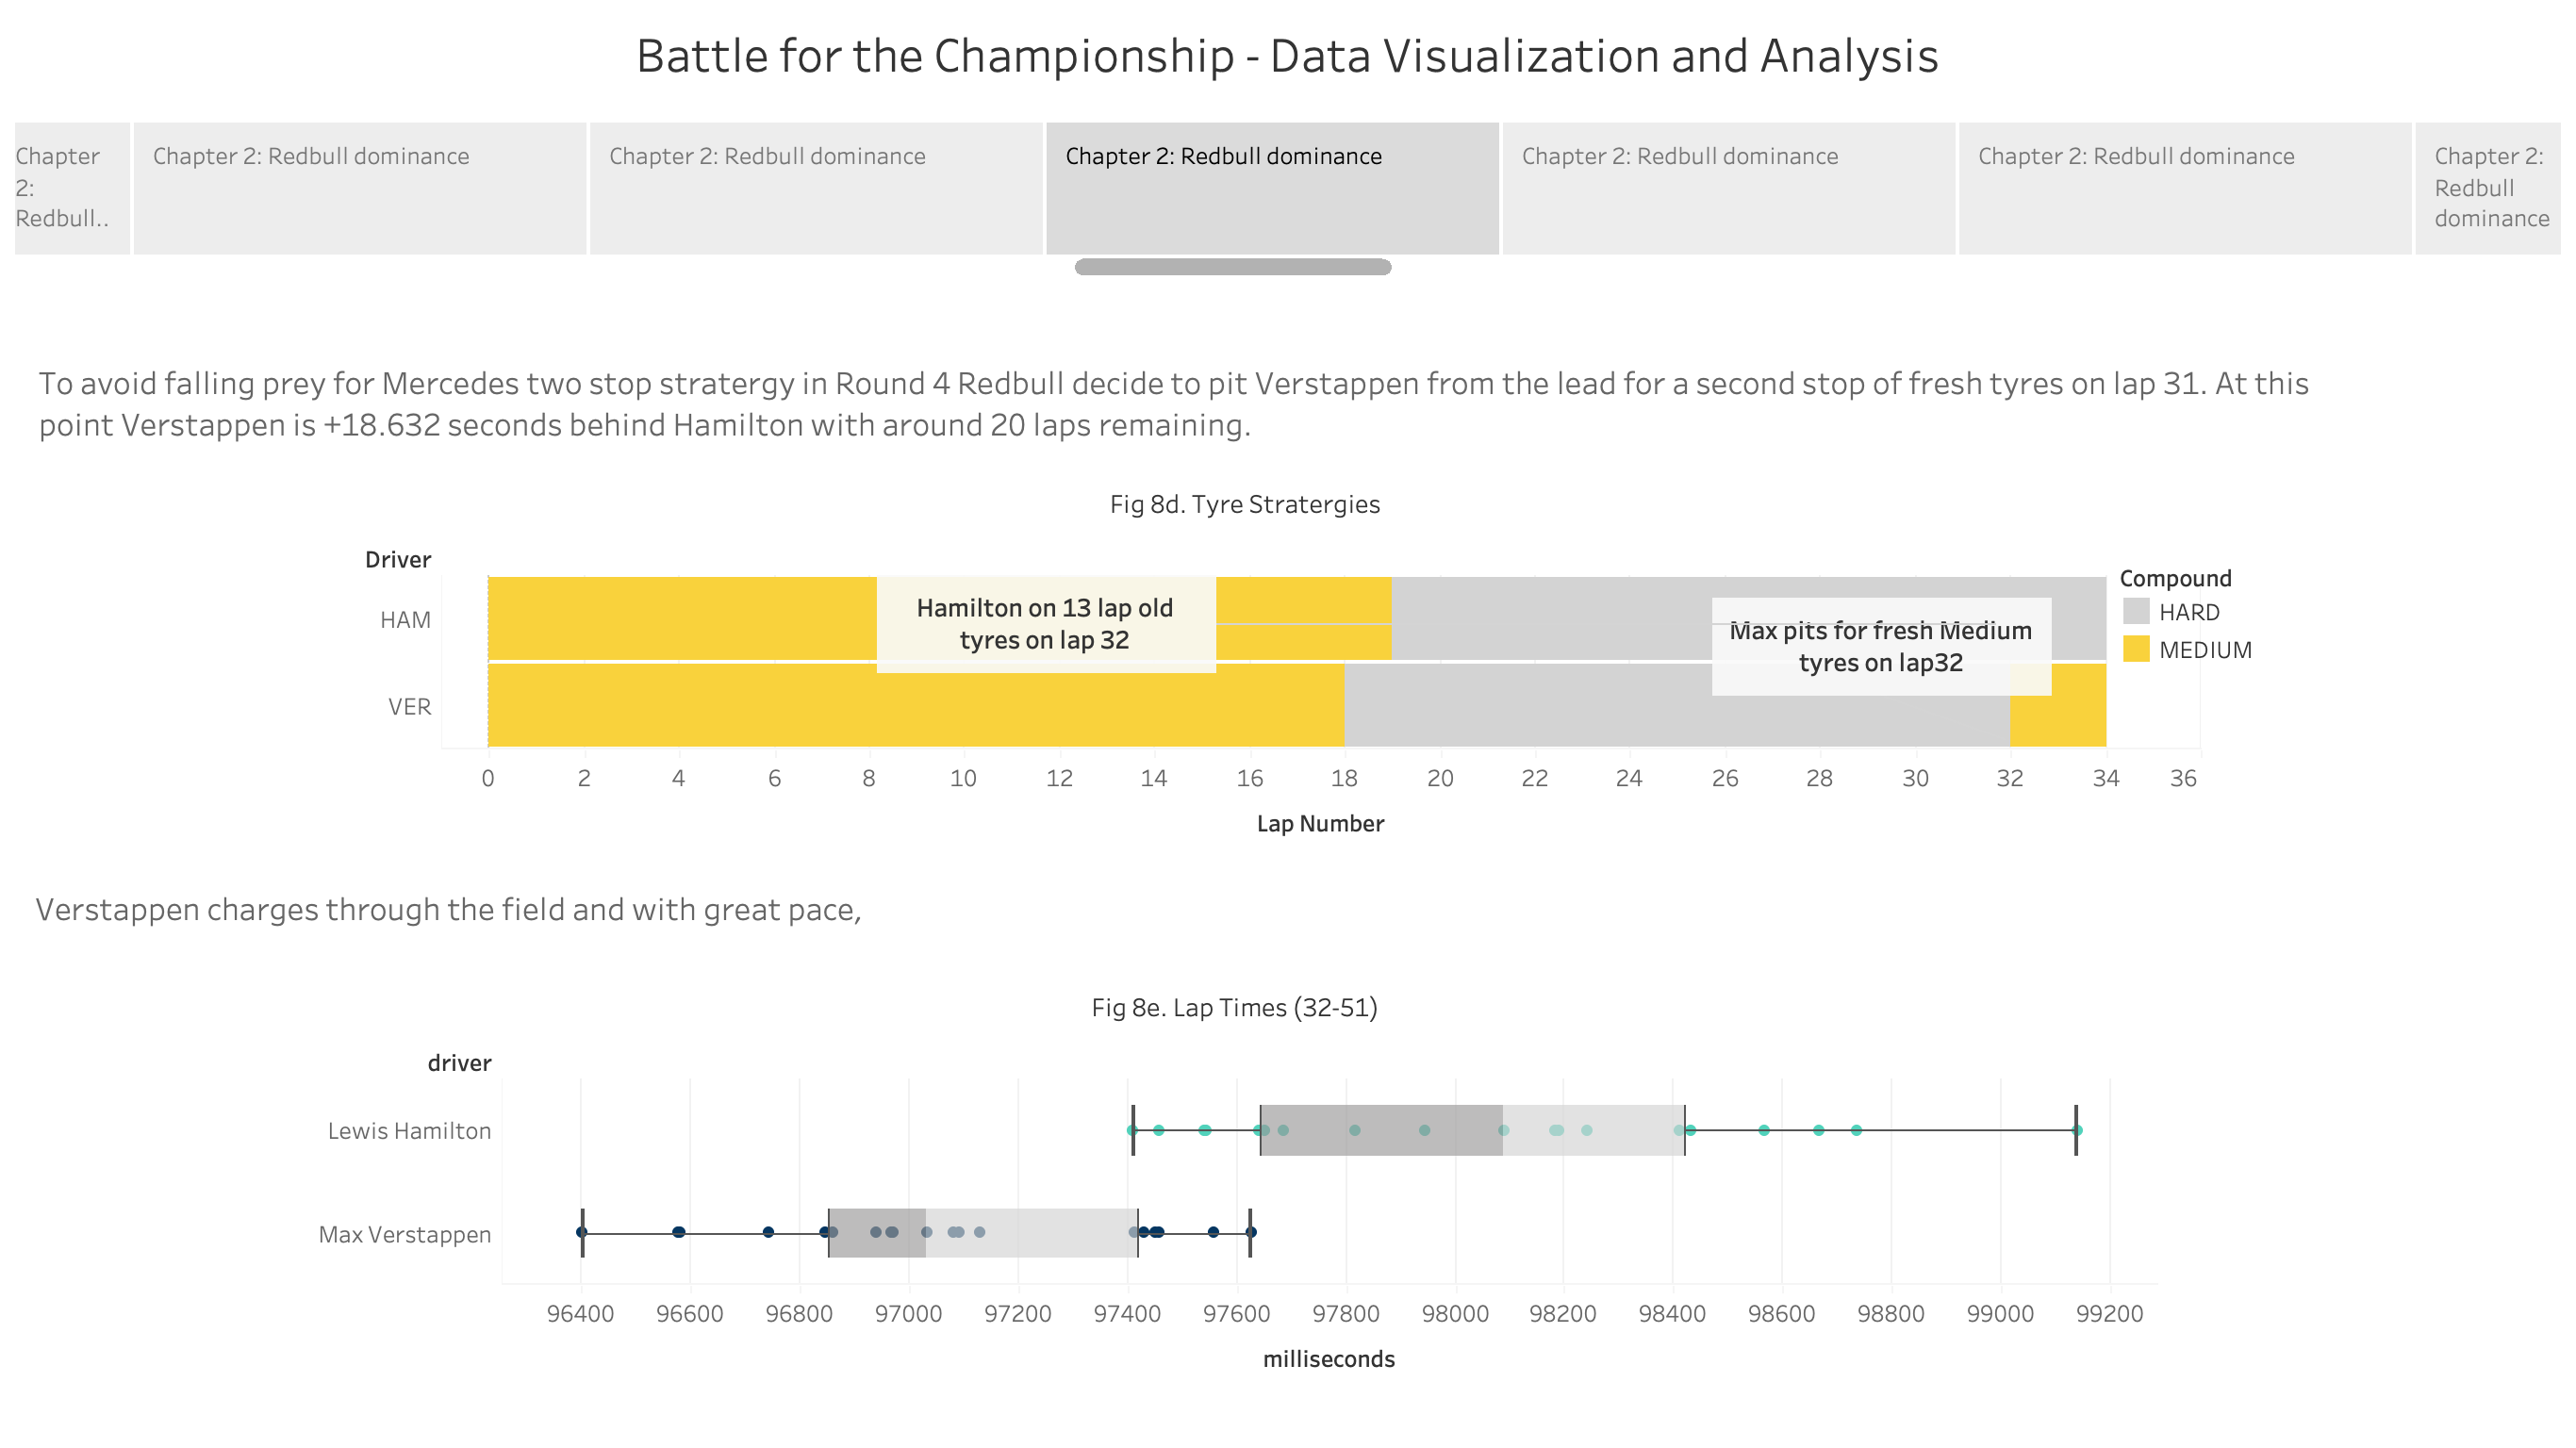 Battle for the Championship - Data Visualization and Analysis
Chapter
2:
Redbull..
Chapter 2: Redbull dominance
Chapter 2: Redbull dominance
Chapter 2: Redbull dominance
Chapter 2: Redbull dominance
Chapter 2: Redbull dominance
Chapter 2:
Redbull
dominance
To avoid falling prey for Mercedes two stop stratergy in Round 4 Redbull decide to pit Verstappen from the lead for a second stop of fresh tyres on lap 31. At this
point Verstappen is +18.632 seconds behind Hamilton with around 20 laps remaining.
Fig 8d. Tyre Stratergies
Driver
HAM
VER
Hamilton on 13 lap old
tyres on lap 32
Max pits for fresh Medium
tyres on lap32
Compound
HARD
MEDIUM
0 2 4 6 8 10 12 14 16 18 20 22 24 26 28 30 32 34 36
Lap Number
Verstappen charges through the field and with great pace,
Fig 8e. Lap Times (32-51)
driver
Lewis Hamilton
Max Verstappen
96400 96600 96800 97000 97200 97400 97600 97800 98000 98200 98400 98600 98800 99000 99200
milliseconds